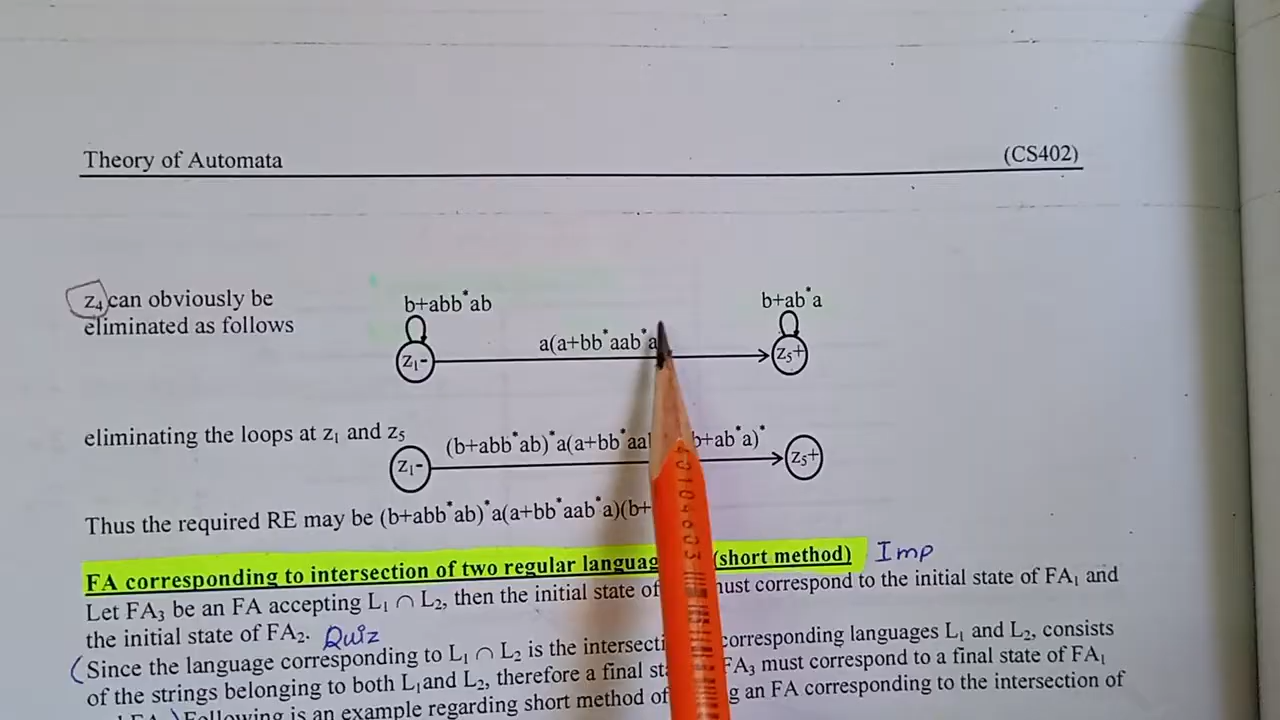 Theory of Automata (CS402)
z₄ can obviously be
eliminated as follows
b+abb*ab
b+ab*a
a(a+bb*aab*a
z₁-
z₅+
eliminating the loops at z₁ and z₅
(b+abb*ab)*a(a+bb*aa b+ab*a)*
z₁-
z₅+
Thus the required RE may be (b+abb*ab)*a(a+bb*aab*a)(b+
FA corresponding to intersection of two regular (short method) Imp
Let FA₃ be an FA accepting L₁ ∩ L₂, then the initial state of must correspond to the initial state of FA₁ and
the initial state of FA₂. Quiz
(Since the language corresponding to L₁ ∩ L₂ is the corresponding languages L₁ and L₂, consists
of the strings belonging to both L₁and L₂, therefore a final FA₃ must correspond to a final state of FA₁
Following is an example regarding short method of an FA corresponding to the intersection of